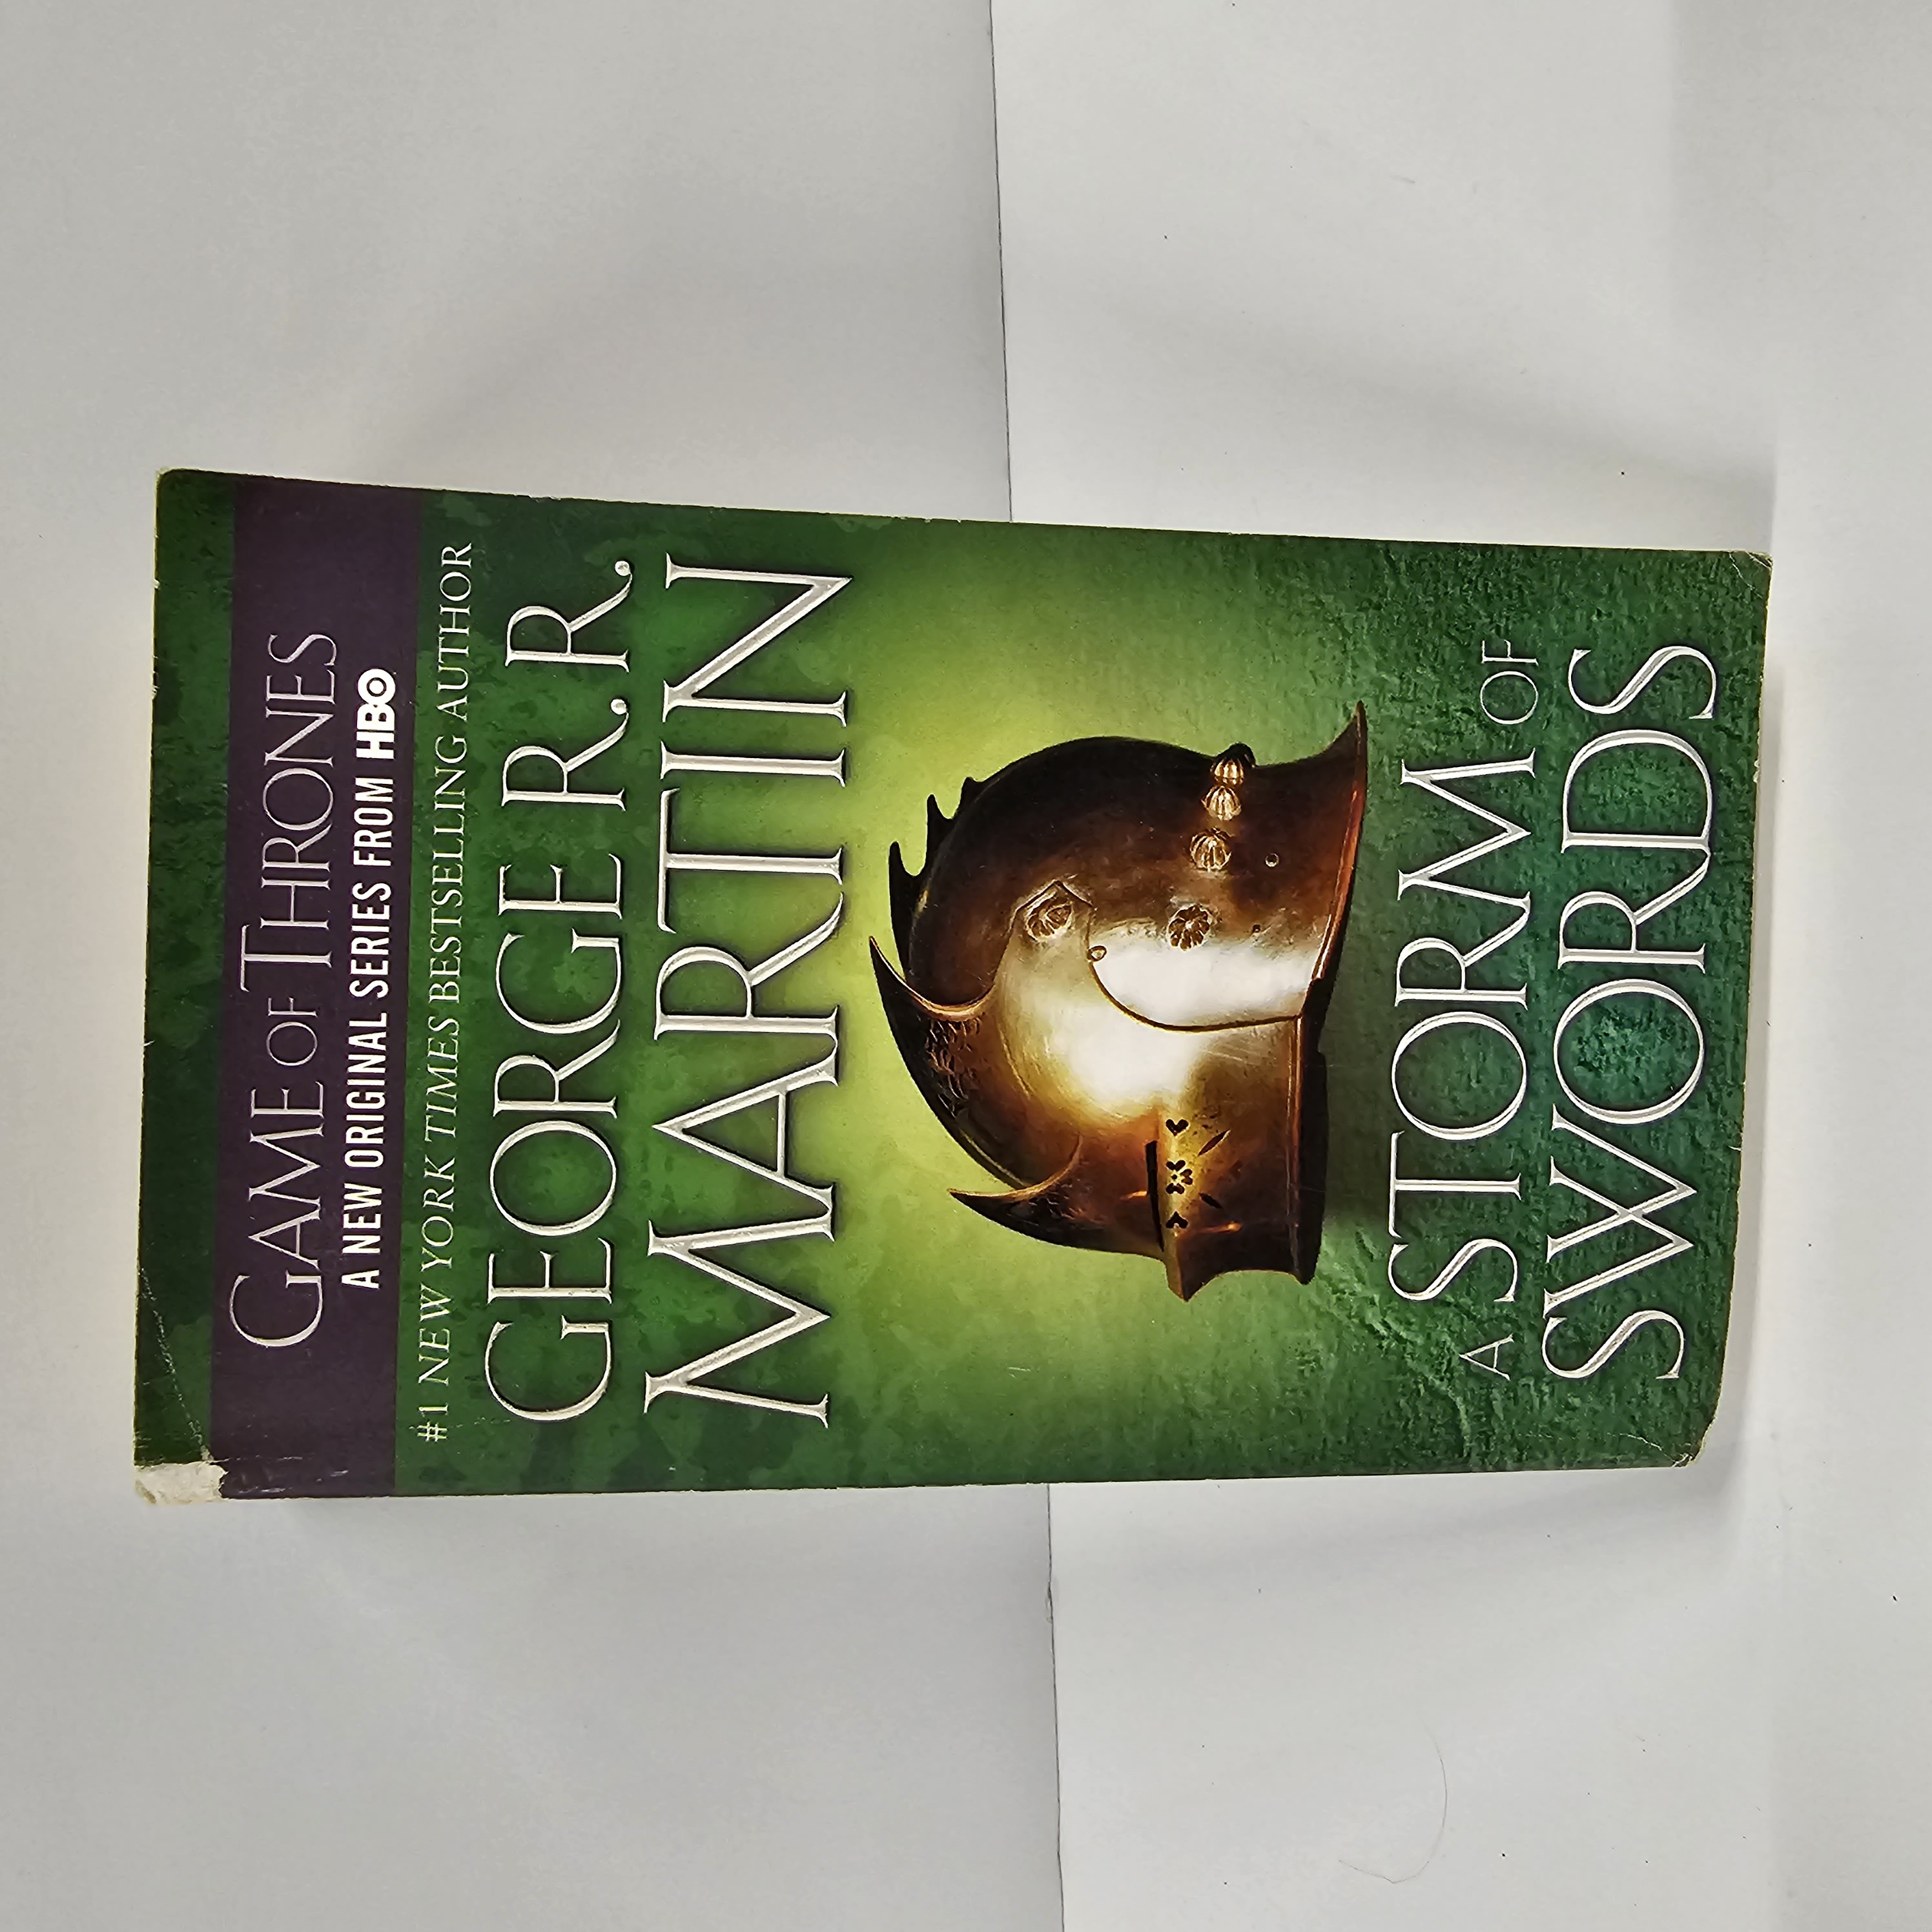 GAME OF THRONES
A NEW ORIGINAL SERIES FROM HBO
#1 NEW YORK TIMES BESTSELLING AUTHOR
GEORGE R. R.
MARTIN
A STORM OF
SWORDS